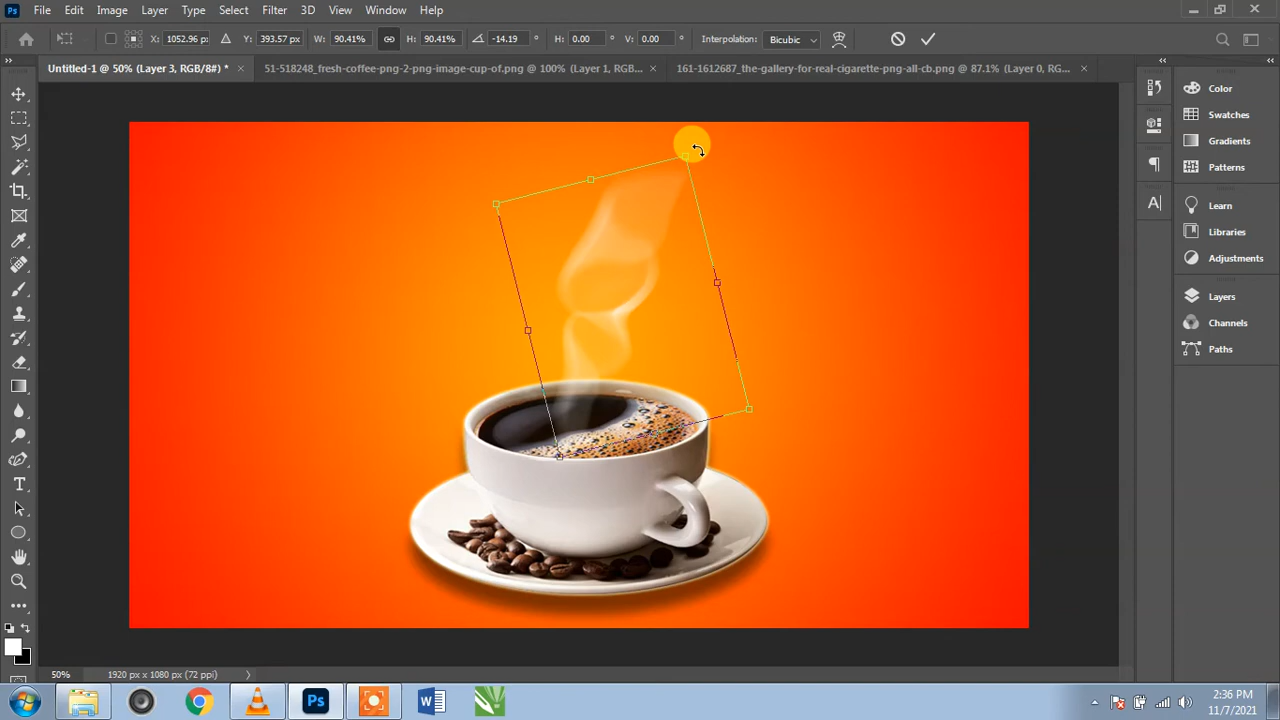 Ps File Edit Image Layer Type Select Filter 3D View Window Help
X: 1052.96 px Y: 393.57 px W: 90.41% H: 90.41% -14.19 ° H: 0.00 ° V: 0.00 ° Interpolation: Bicubic
Untitled-1 @ 50% (Layer 3, RGB/8#) * × 51-518248_fresh-coffee-png-2-png-image-cup-of.png @ 100% (Layer 1, RGB... × 161-1612687_the-gallery-for-real-cigarette-png-all-cb.png @ 87.1% (Layer 0, RG... ×
Color
Swatches
Gradients
Patterns
Learn
Libraries
Adjustments
Layers
Channels
Paths
50% 1920 px x 1080 px (72 ppi)
Ps W
2:36 PM
11/7/2021